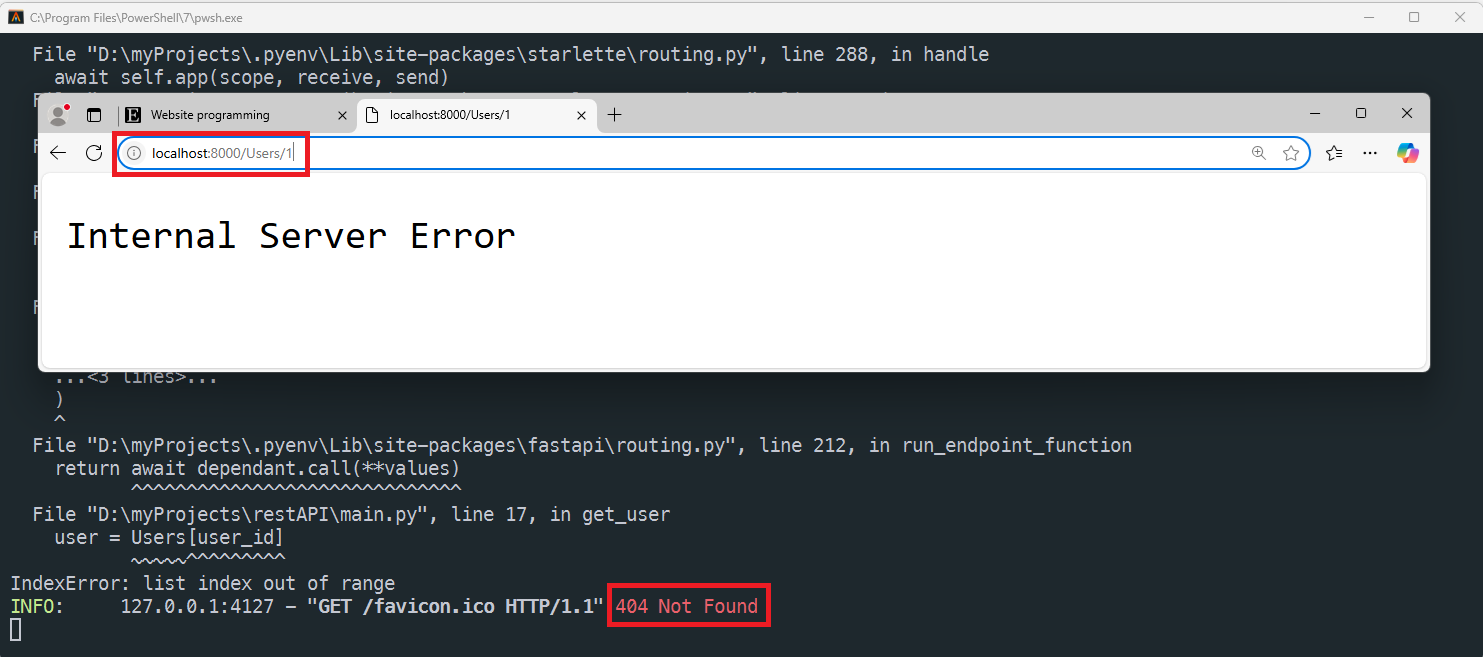 C:\Program Files\PowerShell\7\pwsh.exe
File "D:\myProjects\.pyenv\Lib\site-packages\starlette\routing.py", line 288, in handle
await self.app(scope, receive, send)
Website programming
localhost:8000/Users/1
localhost:8000/Users/1
Internal Server Error
...<3 lines>...
)
^
File "D:\myProjects\.pyenv\Lib\site-packages\fastapi\routing.py", line 212, in run_endpoint_function
return await dependant.call(**values)
^^^^^^^^^^^^^^^^^^^^^^^^^^^^^^
File "D:\myProjects\restAPI\main.py", line 17, in get_user
user = Users[user_id]
~~~~~^^^^^^^^^
IndexError: list index out of range
INFO: 127.0.0.1:4127 - "GET /favicon.ico HTTP/1.1" 404 Not Found